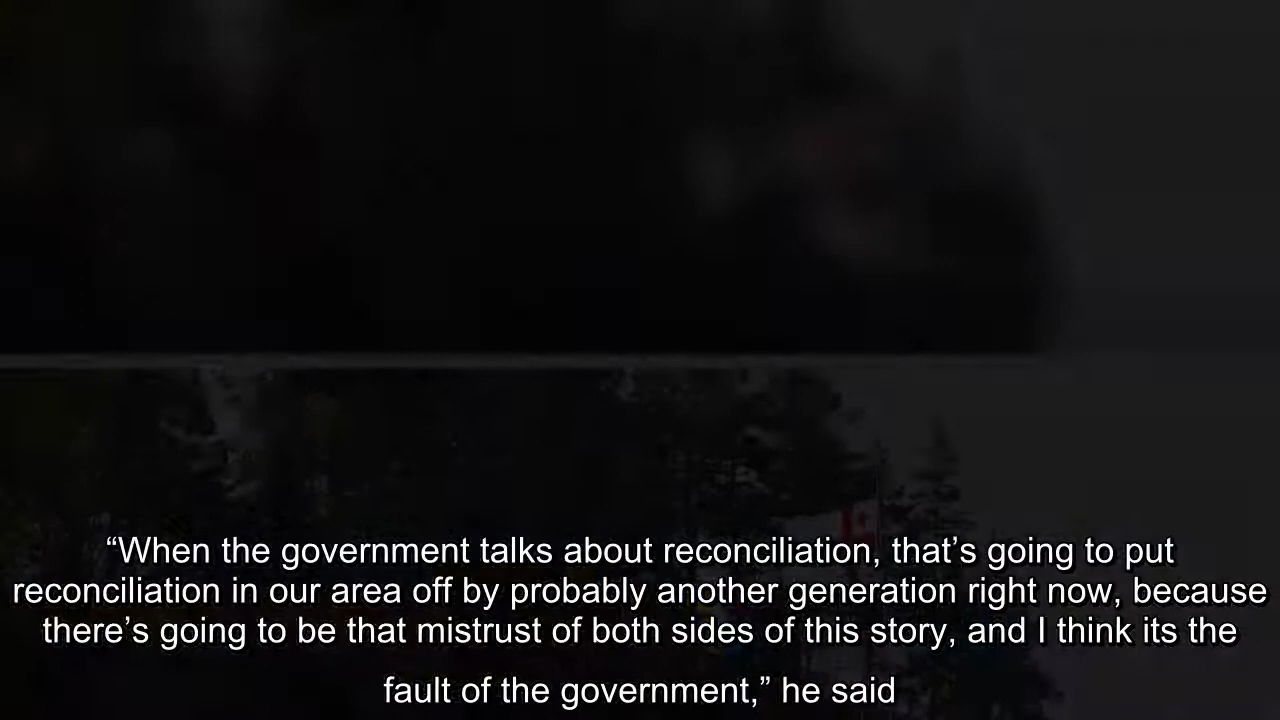 “When the government talks about reconciliation, that’s going to put
reconciliation in our area off by probably another generation right now, because
there’s going to be that mistrust of both sides of this story, and I think its the
fault of the government,” he said